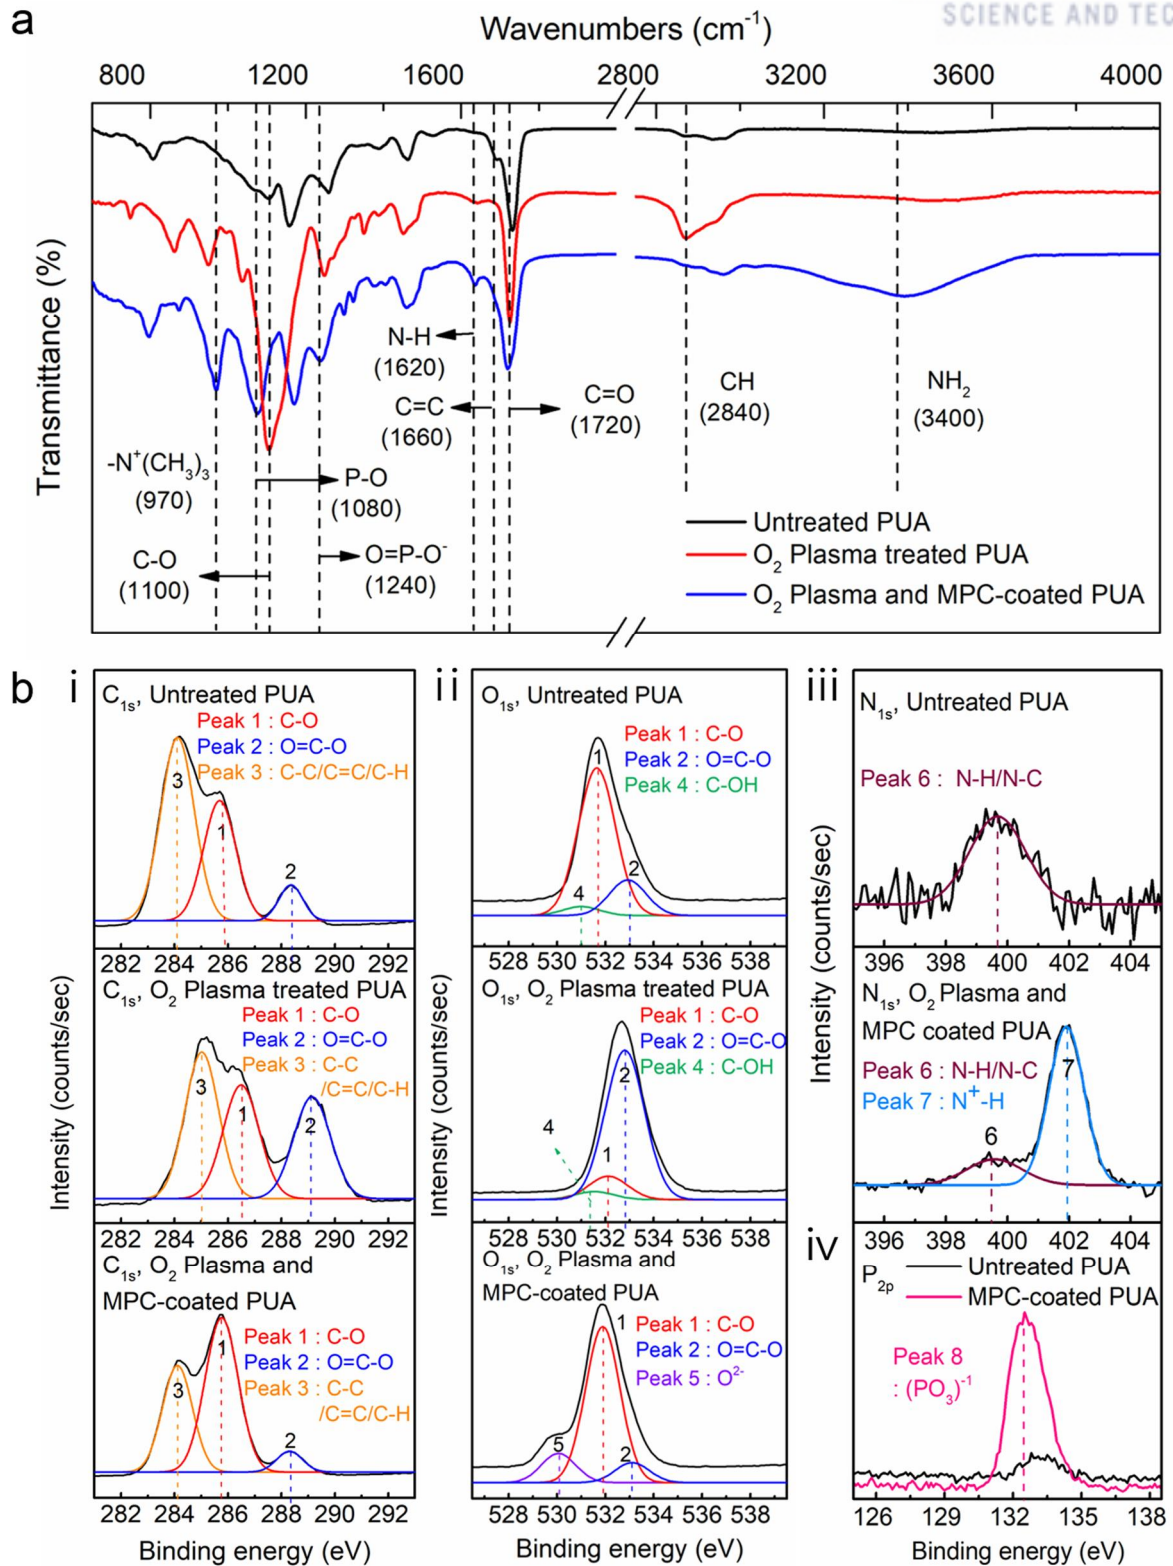 a
SCIENCE AND TEC
Wavenumbers (cm⁻¹)
800 1200 1600 2800 3200 3600 4000
Transmittance (%)
N-H
(1620)
C=C
(1660)
C=O
(1720)
CH
(2840)
NH₂
(3400)
-N⁺(CH₃)₃
(970)
P-O
(1080)
C-O
(1100)
O=P-O⁻
(1240)
Untreated PUA
O₂ Plasma treated PUA
O₂ Plasma and MPC-coated PUA
b
i
C₁ₛ, Untreated PUA
Peak 1 : C-O
Peak 2 : O=C-O
Peak 3 : C-C/C=C/C-H
3
1
2
282 284 286 288 290 292
C₁ₛ, O₂ Plasma treated PUA
Peak 1 : C-O
Peak 2 : O=C-O
Peak 3 : C-C
/C=C/C-H
3
1
2
282 284 286 288 290 292
C₁ₛ, O₂ Plasma and
MPC-coated PUA
Peak 1 : C-O
Peak 2 : O=C-O
Peak 3 : C-C
/C=C/C-H
3
1
2
282 284 286 288 290 292
Intensity (counts/sec)
Binding energy (eV)
ii
O₁ₛ, Untreated PUA
Peak 1 : C-O
Peak 2 : O=C-O
Peak 4 : C-OH
1
2
4
528 530 532 534 536 538
O₁ₛ, O₂ Plasma treated PUA
Peak 1 : C-O
Peak 2 : O=C-O
Peak 4 : C-OH
2
4
1
528 530 532 534 536 538
O₁ₛ, O₂ Plasma and
MPC-coated PUA
Peak 1 : C-O
Peak 2 : O=C-O
Peak 5 : O²⁻
1
5
2
528 530 532 534 536 538
Intensity (counts/sec)
Binding energy (eV)
iii
N₁ₛ, Untreated PUA
Peak 6 : N-H/N-C
396 398 400 402 404
N₁ₛ, O₂ Plasma and
MPC coated PUA
Peak 6 : N-H/N-C
Peak 7 : N⁺-H
7
6
396 398 400 402 404
Intensity (counts/sec)
iv
P₂ₚ
Untreated PUA
MPC-coated PUA
Peak 8
: (PO₃)⁻¹
126 129 132 135 138
Binding energy (eV)